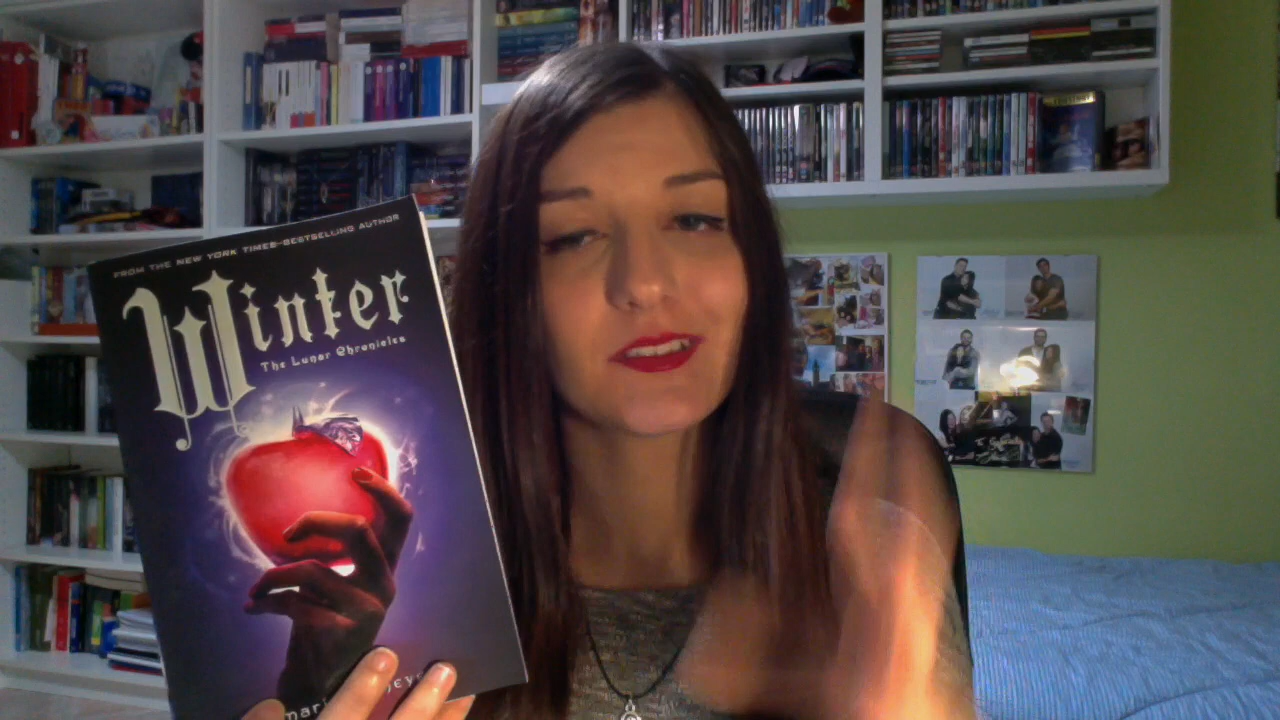 FROM THE NEW YORK TIMES-BESTSELLING AUTHOR
Winter
The Lunar Chronicles